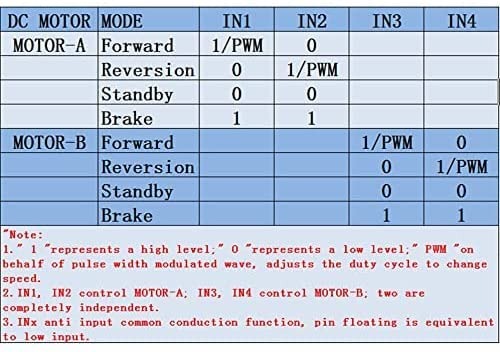 DC MOTOR MODE IN1 IN2 IN3 IN4
MOTOR-A Forward 1/PWM 0
Reversion 0 1/PWM
Standby 0 0
Brake 1 1
MOTOR-B Forward 1/PWM 0
Reversion 0 1/PWM
Standby 0 0
Brake 1 1
"Note:
1." 1 "represents a high level;" 0 "represents a low level;" PWM "on
behalf of pulse width modulated wave, adjusts the duty cycle to change
speed.
2.IN1, IN2 control MOTOR-A; IN3, IN4 control MOTOR-B; two are
completely independent.
3.INx anti input common conduction function, pin floating is equivalent
to low input.